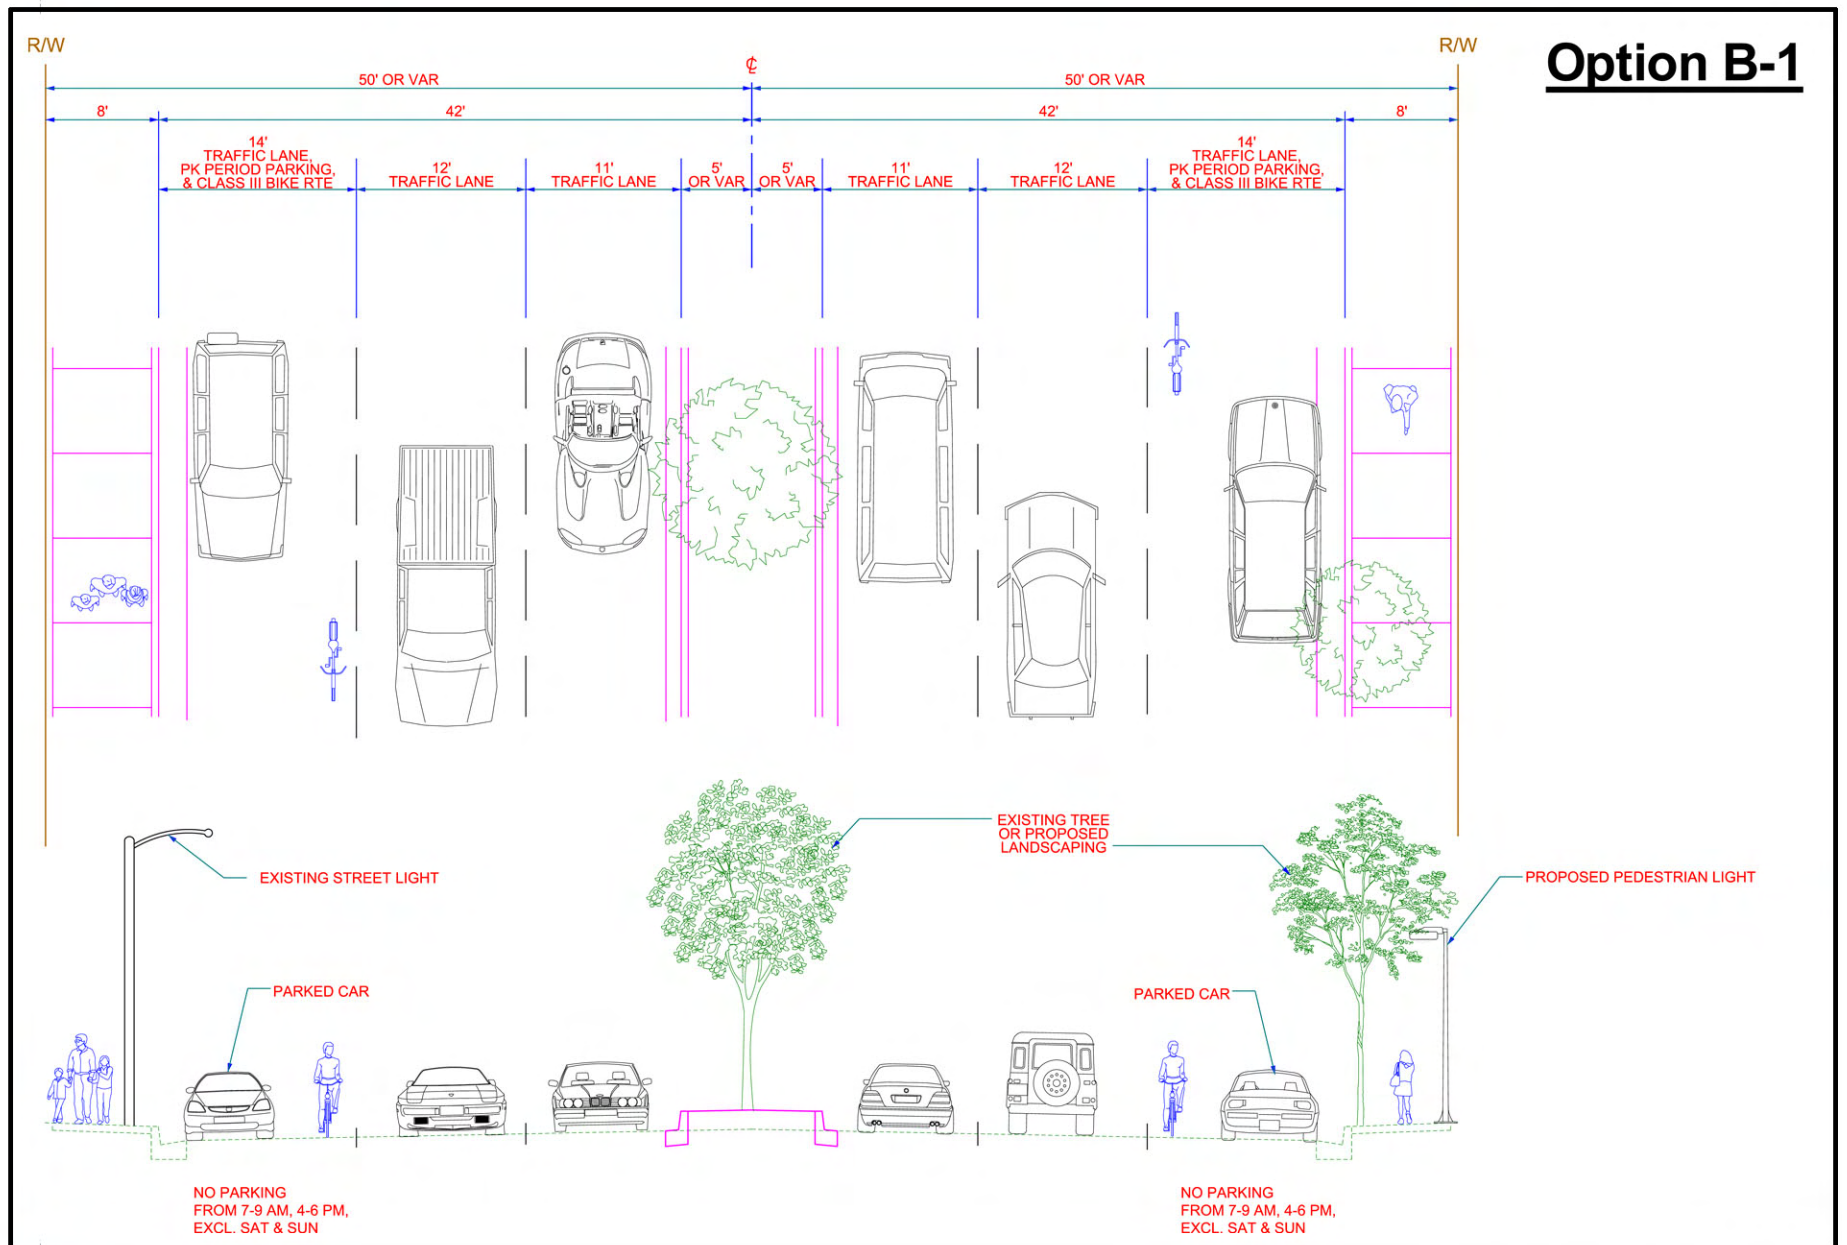 R/W
R/W
Option B-1
℄
50' OR VAR
50' OR VAR
8'
42'
42'
8'
14'
TRAFFIC LANE,
PK PERIOD PARKING,
& CLASS III BIKE RTE
12'
TRAFFIC LANE
11'
TRAFFIC LANE
5'
OR VAR
5'
OR VAR
11'
TRAFFIC LANE
12'
TRAFFIC LANE
14'
TRAFFIC LANE,
PK PERIOD PARKING,
& CLASS III BIKE RTE
EXISTING TREE
OR PROPOSED
LANDSCAPING
EXISTING STREET LIGHT
PROPOSED PEDESTRIAN LIGHT
PARKED CAR
PARKED CAR
NO PARKING
FROM 7-9 AM, 4-6 PM,
EXCL. SAT & SUN
NO PARKING
FROM 7-9 AM, 4-6 PM,
EXCL. SAT & SUN